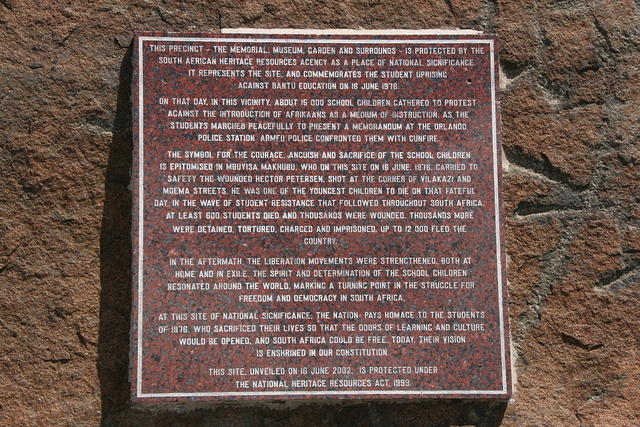 THIS PRECINCT - THE MEMORIAL, MUSEUM, GARDEN AND SURROUNDS - IS PROTECTED BY THE
SOUTH AFRICAN HERITAGE RESOURCES AGENCY AS A PLACE OF NATIONAL SIGNIFICANCE.
IT REPRESENTS THE SITE, AND COMMEMORATES THE STUDENT UPRISING
AGAINST BANTU EDUCATION ON 16 JUNE 1976.
ON THAT DAY, IN THIS VICINITY, ABOUT 15 000 SCHOOL CHILDREN GATHERED TO PROTEST
AGAINST THE INTRODUCTION OF AFRIKAANS AS A MEDIUM OF INSTRUCTION. AS THE
STUDENTS MARCHED PEACEFULLY TO PRESENT A MEMORANDUM AT THE ORLANDO
POLICE STATION, ARMED POLICE CONFRONTED THEM WITH GUNFIRE.
THE SYMBOL FOR THE COURAGE, ANGUISH AND SACRIFICE OF THE SCHOOL CHILDREN
IS EPITOMISED IN MBUYISA MAKHUBU, WHO ON THIS SITE ON 16 JUNE, 1976, CARRIED TO
SAFETY THE WOUNDED HECTOR PETERSEN, SHOT AT THE CORNER OF VILAKAZI AND
MOEMA STREETS. HE WAS ONE OF THE YOUNGEST CHILDREN TO DIE ON THAT FATEFUL
DAY. IN THE WAVE OF STUDENT RESISTANCE THAT FOLLOWED THROUGHOUT SOUTH AFRICA,
AT LEAST 600 STUDENTS DIED AND THOUSANDS WERE WOUNDED. THOUSANDS MORE
WERE DETAINED, TORTURED, CHARGED AND IMPRISONED. UP TO 12 000 FLED THE
COUNTRY.
IN THE AFTERMATH, THE LIBERATION MOVEMENTS WERE STRENGTHENED, BOTH AT
HOME AND IN EXILE. THE SPIRIT AND DETERMINATION OF THE SCHOOL CHILDREN
RESONATED AROUND THE WORLD, MARKING A TURNING POINT IN THE STRUGGLE FOR
FREEDOM AND DEMOCRACY IN SOUTH AFRICA.
AT THIS SITE OF NATIONAL SIGNIFICANCE, THE NATION PAYS HOMAGE TO THE STUDENTS
OF 1976, WHO SACRIFICED THEIR LIVES SO THAT THE DOORS OF LEARNING AND CULTURE
WOULD BE OPENED, AND SOUTH AFRICA COULD BE FREE. TODAY, THEIR VISION
IS ENSHRINED IN OUR CONSTITUTION.
THIS SITE, UNVEILED ON 16 JUNE 2002, IS PROTECTED UNDER
THE NATIONAL HERITAGE RESOURCES ACT, 1999.